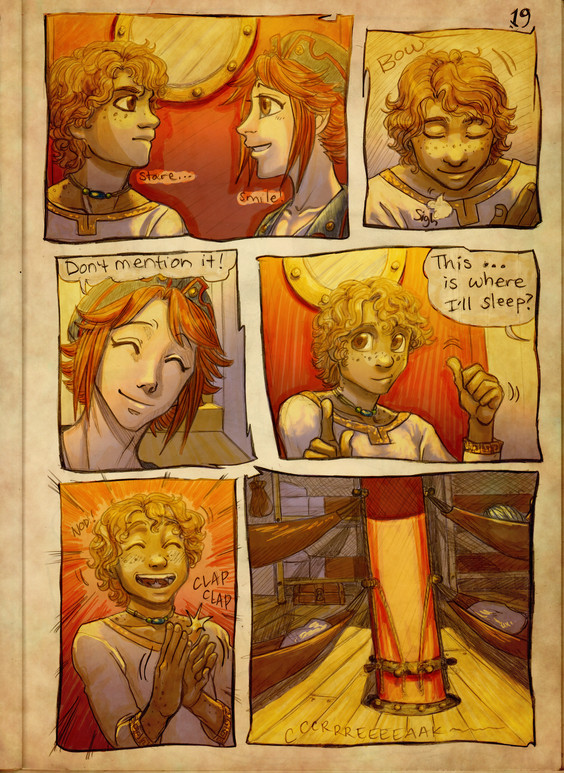 19
stare...
smile
BOW
Sigh
Don't mention it!
This ...
is where
I'll sleep?
NOD!
CLAP
CLAP
CCCRRREEEEAAK